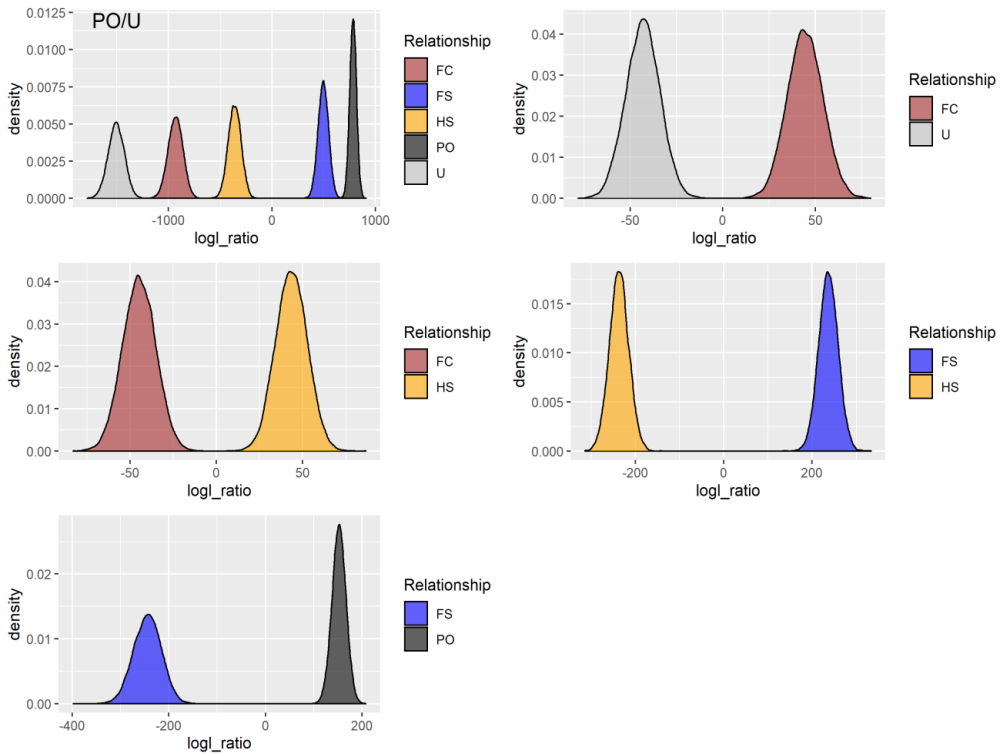 PO/U
0.0125
0.0100
0.0075
0.0050
0.0025
0.0000
density
-1000
0
1000
logl_ratio
Relationship
FC
FS
HS
PO
U
0.04
0.03
0.02
0.01
0.00
density
-50
0
50
logl_ratio
Relationship
FC
U
0.04
0.03
0.02
0.01
0.00
density
-50
0
50
logl_ratio
Relationship
FC
HS
0.015
0.010
0.005
0.000
density
-200
0
200
logl_ratio
Relationship
FS
HS
0.02
0.01
0.00
density
-400
-200
0
200
logl_ratio
Relationship
FS
PO